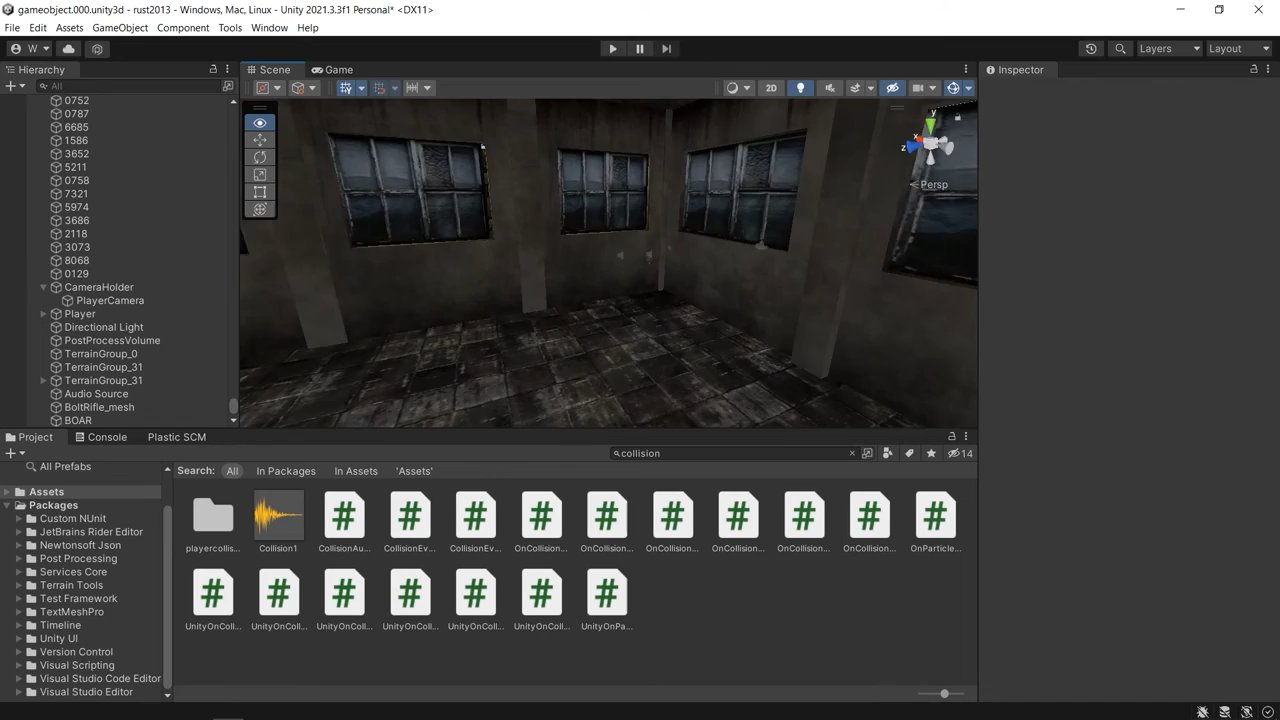 gameobject.000.unity3d - rust2013 - Windows, Mac, Linux - Unity 2021.3.3f1 Personal* <DX11>
File Edit Assets GameObject Component Tools Window Help
W Layers Layout
Hierarchy
All
0752
0787
6685
1586
3652
5211
0758
7321
5974
3686
2118
3073
8068
0129
CameraHolder
PlayerCamera
Player
Directional Light
PostProcessVolume
TerrainGroup_0
TerrainGroup_31
TerrainGroup_31
Audio Source
BoltRifle_mesh
BOAR
Scene Game
2D
y
x
z
Persp
Inspector
Project Console Plastic SCM
collision
14
All Prefabs
Assets
Packages
Custom NUnit
JetBrains Rider Editor
Newtonsoft Json
Post Processing
Services Core
Terrain Tools
Test Framework
TextMeshPro
Timeline
Unity UI
Version Control
Visual Scripting
Visual Studio Code Editor
Visual Studio Editor
Search: All In Packages In Assets 'Assets'
playercollis... Collision1 CollisionAu... CollisionEv... CollisionEv... OnCollision... OnCollision... OnCollision... OnCollision... OnCollision... OnCollision... OnParticle...
UnityOnColl... UnityOnColl... UnityOnColl... UnityOnColl... UnityOnColl... UnityOnColl... UnityOnPa...